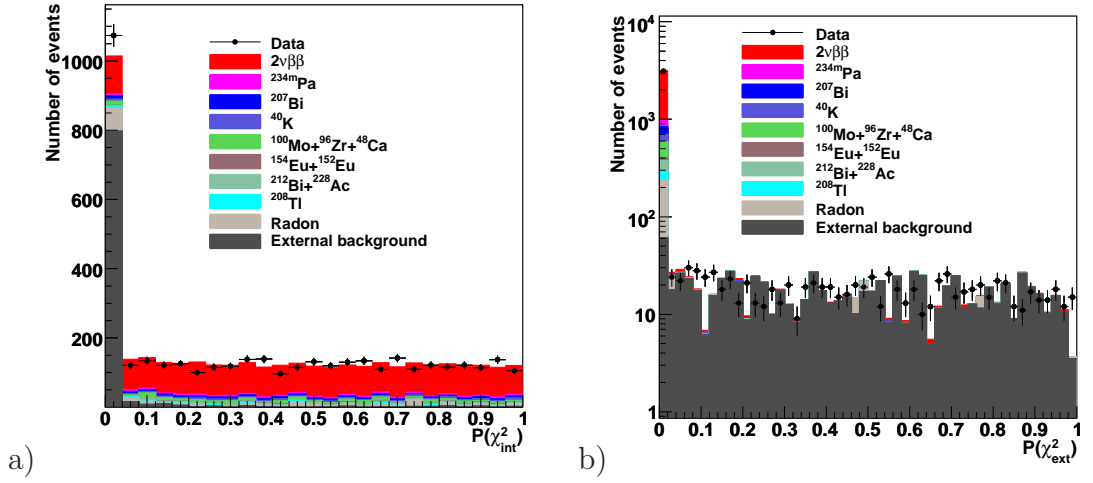 Number of events
1000
800
600
400
200
0
0.1
0.2
0.3
0.4
0.5
0.6
0.7
0.8
0.9
1
P(χ²int)
Data
2νββ
²³⁴ᵐPa
²⁰⁷Bi
⁴⁰K
¹⁰⁰Mo+⁹⁶Zr+⁴⁸Ca
¹⁵⁴Eu+¹⁵²Eu
²¹²Bi+²²⁸Ac
²⁰⁸Tl
Radon
External background
a)
Number of events
10⁴
10³
10²
10
1
0
0.1
0.2
0.3
0.4
0.5
0.6
0.7
0.8
0.9
1
P(χ²ext)
Data
2νββ
²³⁴ᵐPa
²⁰⁷Bi
⁴⁰K
¹⁰⁰Mo+⁹⁶Zr+⁴⁸Ca
¹⁵⁴Eu+¹⁵²Eu
²¹²Bi+²²⁸Ac
²⁰⁸Tl
Radon
External background
b)